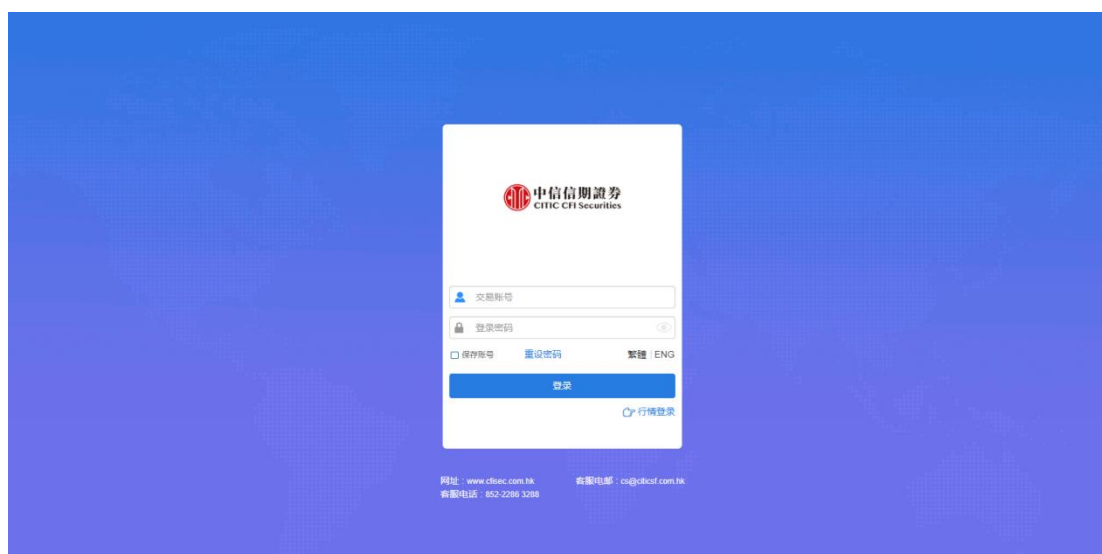 中信信期證券
CITIC CFI Securities
交易账号
登录密码
保存账号 重设密码 繁體 | ENG
登录
行情登录
网址：www.cfisec.com.hk 客服电邮：cs@citicsf.com.hk
客服电话：852-2286 3288